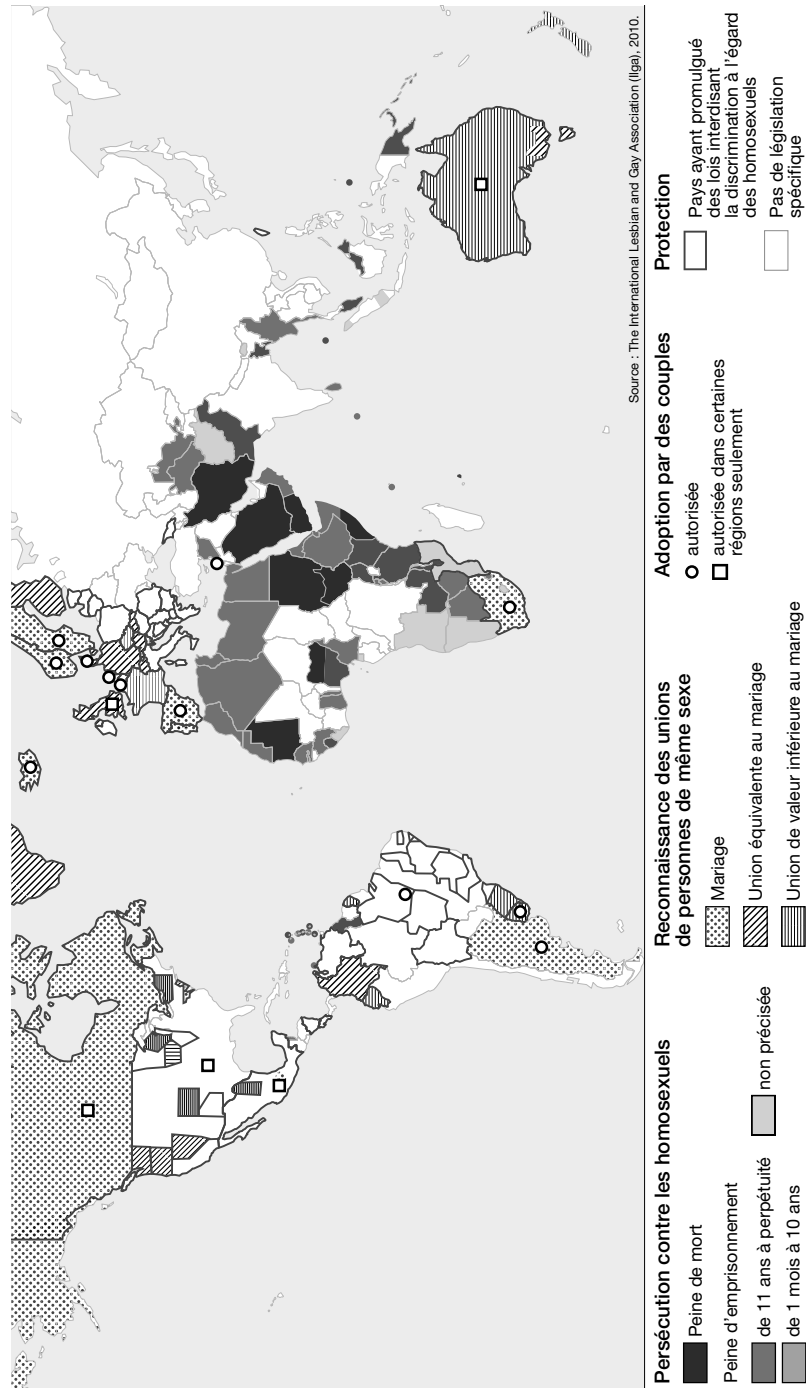 Source : The International Lesbian and Gay Association (Ilga), 2010.
Persécution contre les homosexuels
Peine de mort
Peine d'emprisonnement
de 11 ans à perpétuité
de 1 mois à 10 ans
non précisée
Reconnaissance des unions
de personnes de même sexe
Mariage
Union équivalente au mariage
Union de valeur inférieure au mariage
Adoption par des couples
autorisée
autorisée dans certaines
régions seulement
Protection
Pays ayant promulgué
des lois interdisant
la discrimination à l'égard
des homosexuels
Pas de législation
spécifique